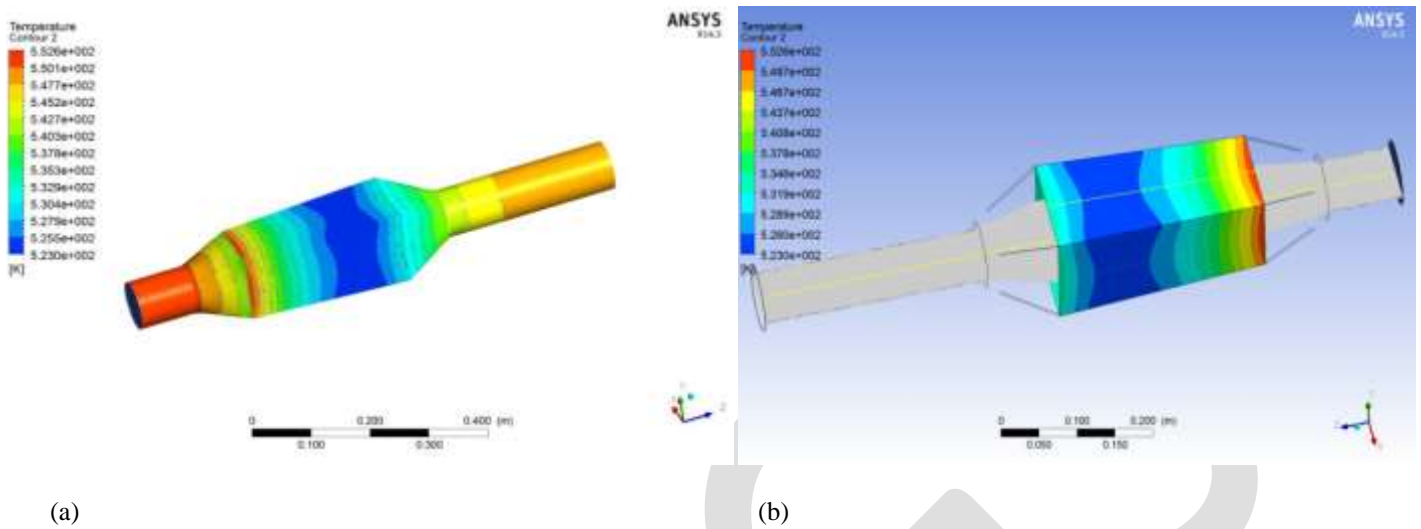 Temperature
Contour 2
5.526e+002
5.501e+002
5.477e+002
5.452e+002
5.427e+002
5.403e+002
5.378e+002
5.353e+002
5.329e+002
5.304e+002
5.279e+002
5.255e+002
5.230e+002
[K]
ANSYS
R14.5
0 0.200 0.400 (m)
0.100 0.300
Temperature
Contour 2
5.526e+002
5.497e+002
5.467e+002
5.437e+002
5.408e+002
5.378e+002
5.348e+002
5.319e+002
5.289e+002
5.260e+002
5.230e+002
[K]
ANSYS
0 0.100 0.200 (m)
0.050 0.150
(a)
(b)